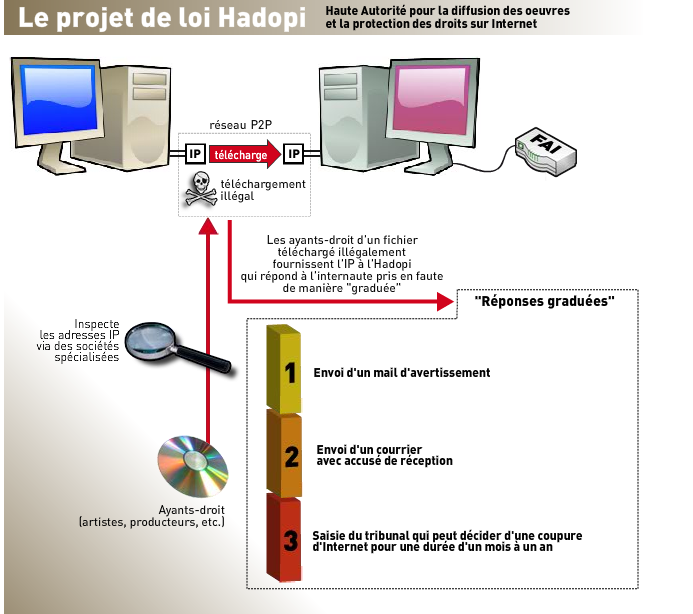 Le projet de loi Hadopi
Haute Autorité pour la diffusion des oeuvres
et la protection des droits sur Internet
réseau P2P
IP
télécharge
IP
FAI
téléchargement
illégal
Les ayants-droit d'un fichier
téléchargé illégalement
fournissent l'IP à l'Hadopi
qui répond à l'internaute pris en faute
de manière "graduée"
"Réponses graduées"
Inspecte
les adresses IP
via des sociétés
spécialisées
1
Envoi d'un mail d'avertissement
2
Envoi d'un courrier
avec accusé de réception
Ayants-droit
(artistes, producteurs, etc.)
3
Saisie du tribunal qui peut décider d'une coupure
d'Internet pour une durée d'un mois à un an